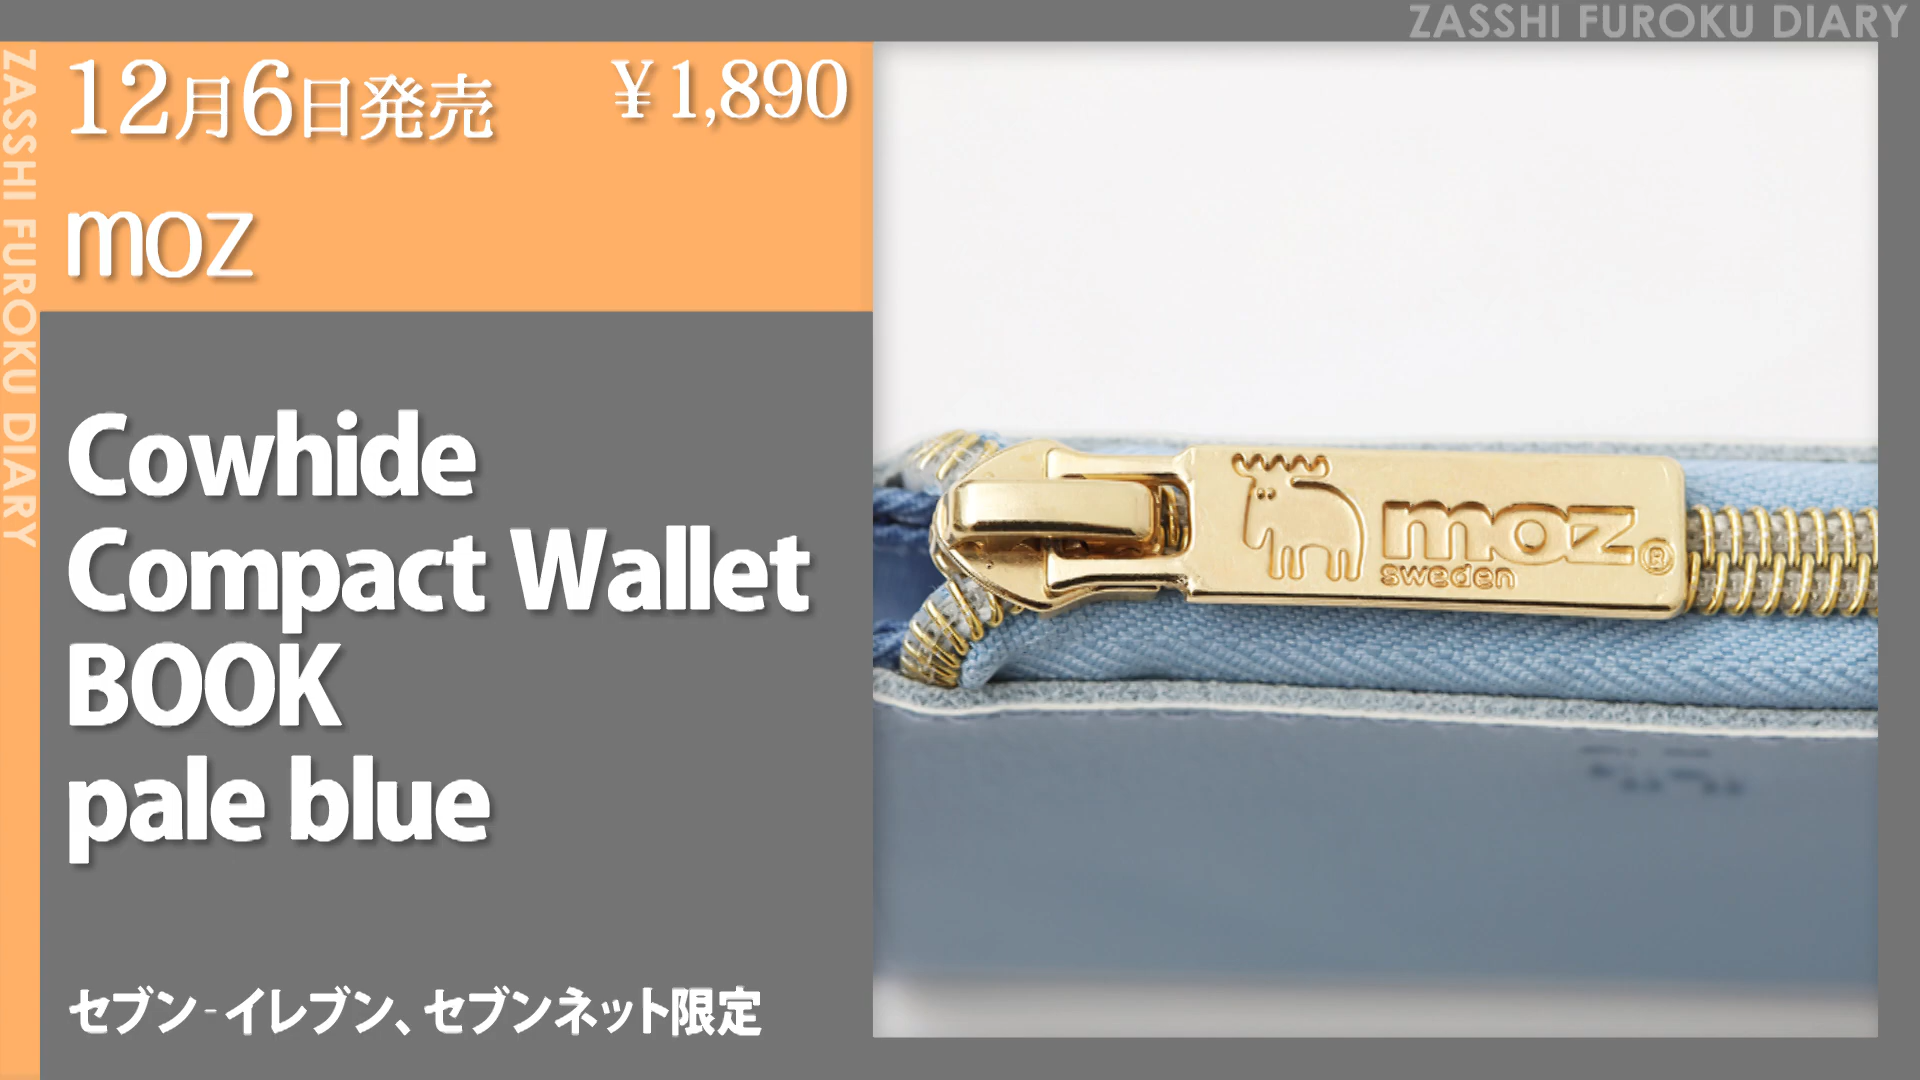 ZASSHI FUROKU DIARY
ZASSHI FUROKU DIARY
12月6日発売
¥1,890
moz
Cowhide
Compact Wallet
BOOK
pale blue
セブン-イレブン、セブンネット限定
moz®
sweden